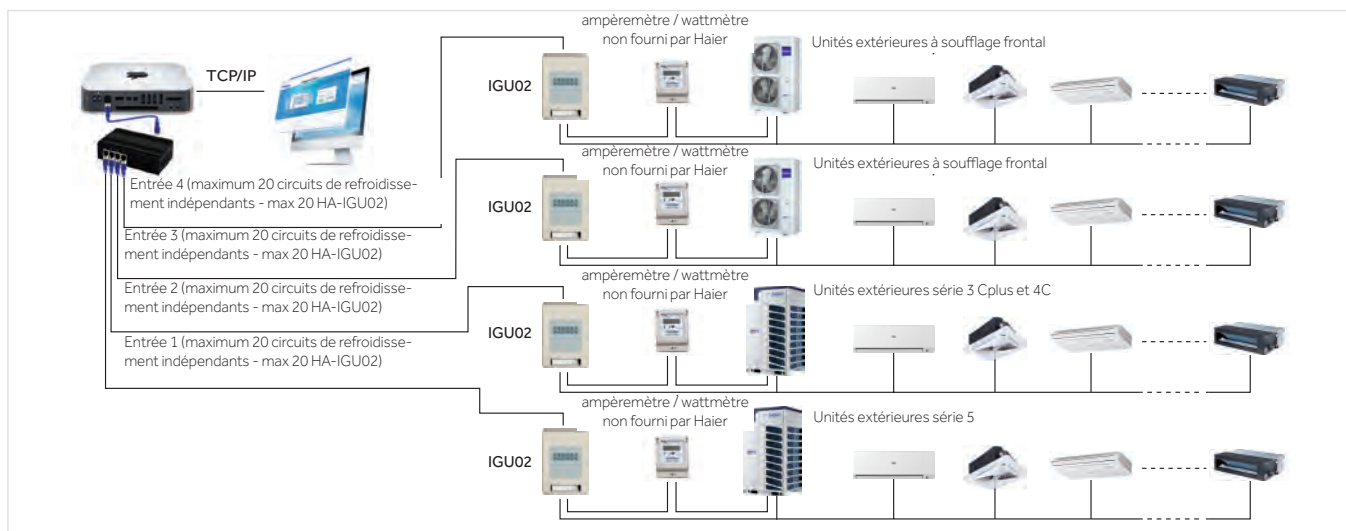 ampèremètre / wattmètre
non fourni par Haier
Unités extérieures à soufflage frontal
TCP/IP
IGU02
ampèremètre / wattmètre
non fourni par Haier
Unités extérieures à soufflage frontal
Entrée 4 (maximum 20 circuits de refroidisse-
ment indépendants - max 20 HA-IGU02)
IGU02
Entrée 3 (maximum 20 circuits de refroidisse-
ment indépendants - max 20 HA-IGU02)
ampèremètre / wattmètre
non fourni par Haier
Unités extérieures série 3 Cplus et 4C
Entrée 2 (maximum 20 circuits de refroidisse-
ment indépendants - max 20 HA-IGU02)
IGU02
Entrée 1 (maximum 20 circuits de refroidisse-
ment indépendants - max 20 HA-IGU02)
ampèremètre / wattmètre
non fourni par Haier
Unités extérieures série 5
IGU02